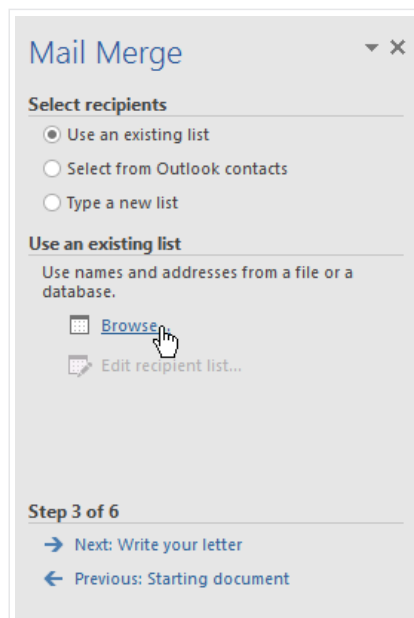 Mail Merge
Select recipients
Use an existing list
Select from Outlook contacts
Type a new list
Use an existing list
Use names and addresses from a file or a
database.
Browse...
Edit recipient list...
Step 3 of 6
Next: Write your letter
Previous: Starting document